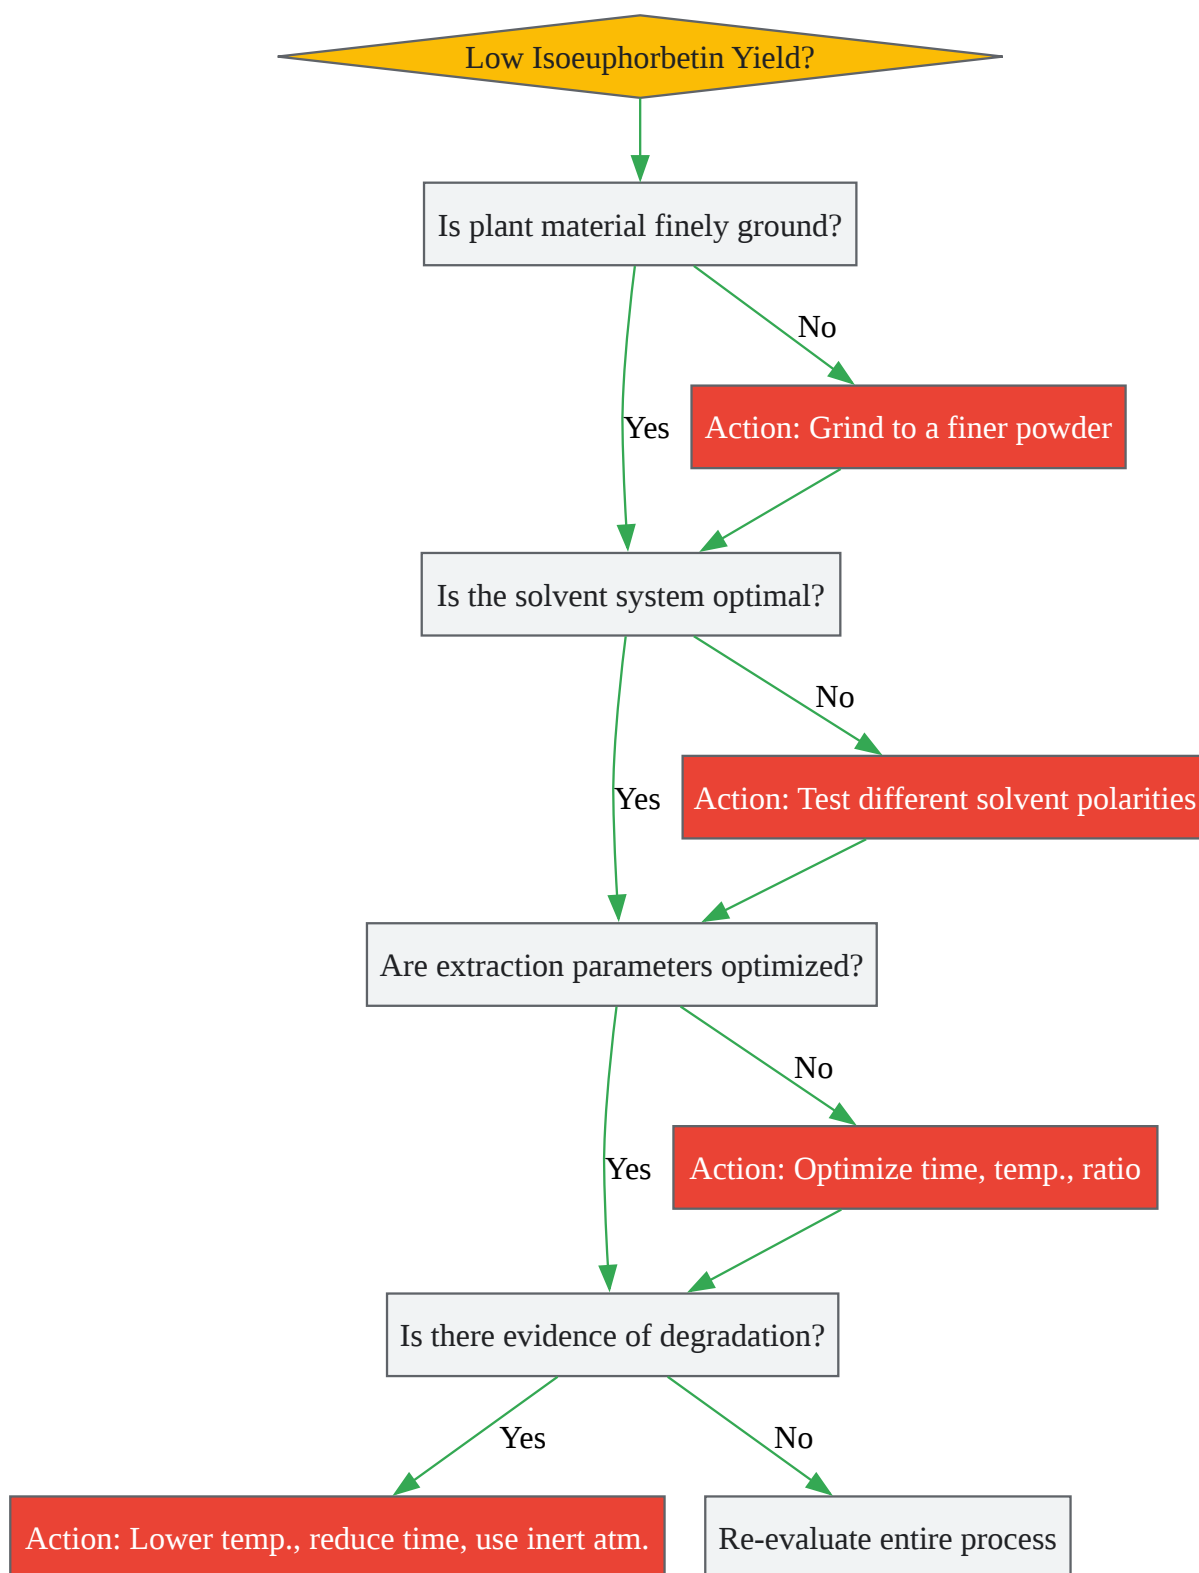 Low Isoeuphorbetin Yield?
Is plant material finely ground?
No
Yes
Action: Grind to a finer powder
Is the solvent system optimal?
No
Yes
Action: Test different solvent polarities
Are extraction parameters optimized?
No
Yes
Action: Optimize time, temp., ratio
Is there evidence of degradation?
Yes
No
Action: Lower temp., reduce time, use inert atm.
Re-evaluate entire process